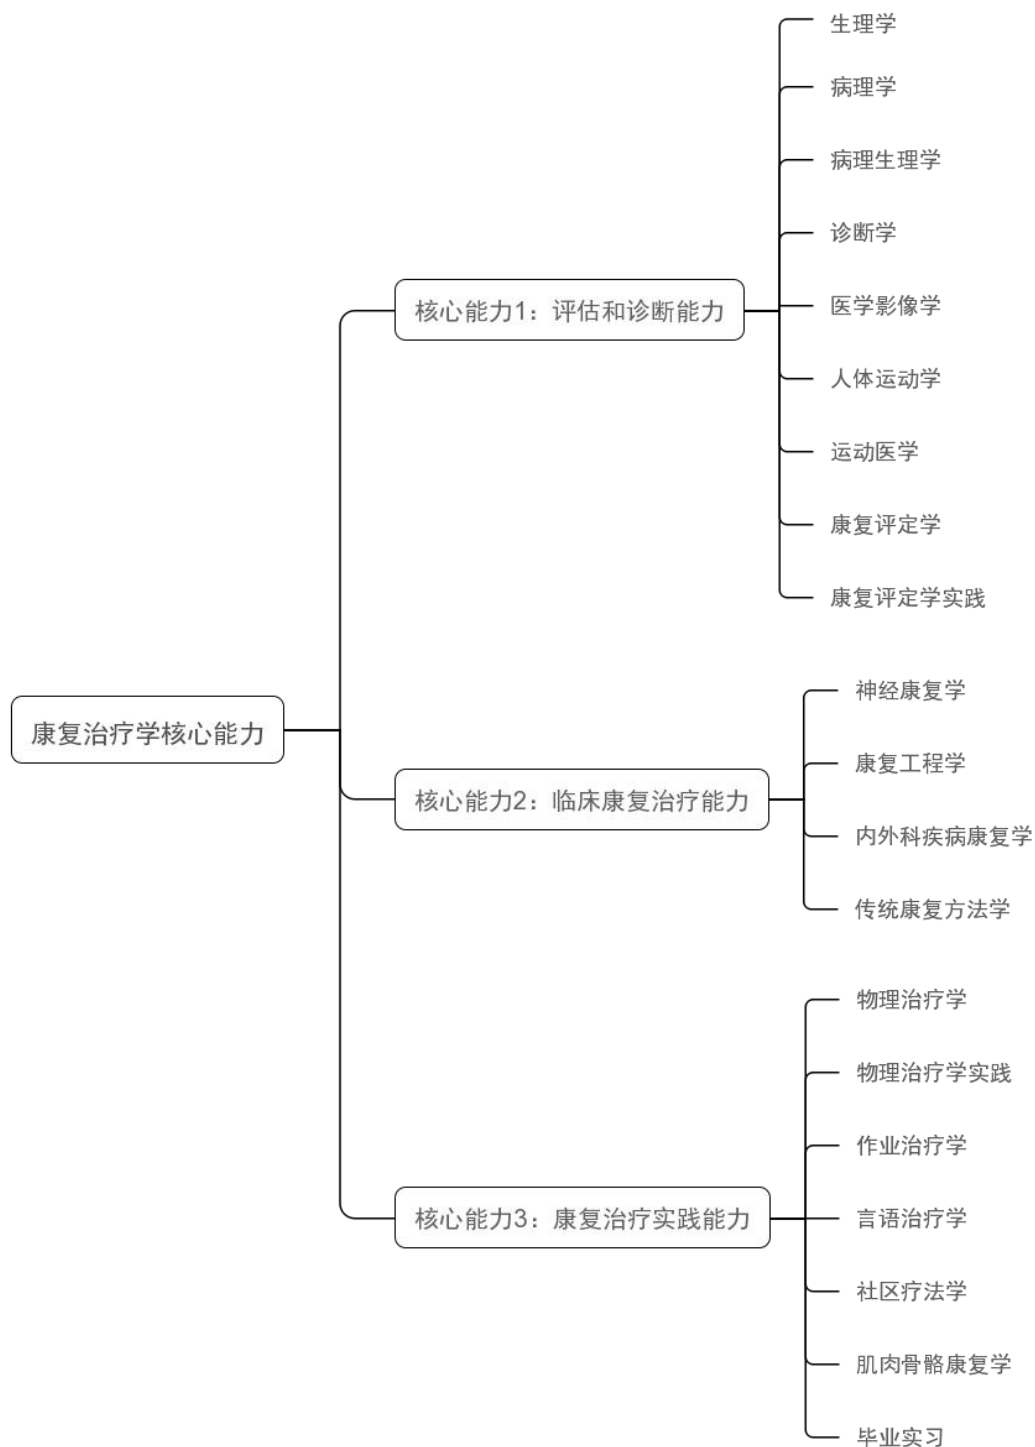 康复治疗学核心能力
核心能力1：评估和诊断能力
生理学
病理学
病理生理学
诊断学
医学影像学
人体运动学
运动医学
康复评定学
康复评定学实践
核心能力2：临床康复治疗能力
神经康复学
康复工程学
内外科疾病康复学
传统康复方法学
核心能力3：康复治疗实践能力
物理治疗学
物理治疗学实践
作业治疗学
言语治疗学
社区疗法学
肌肉骨骼康复学
毕业实习